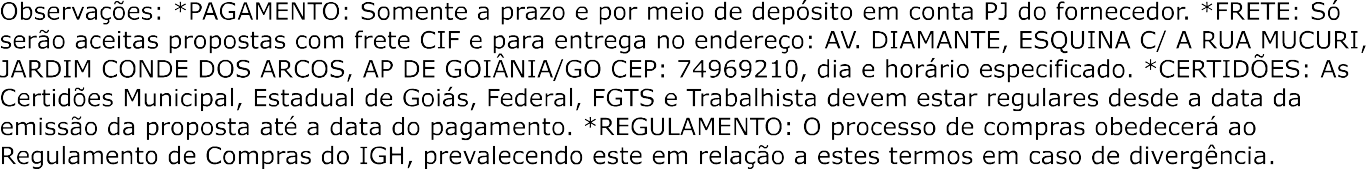 Observações: *PAGAMENTO: Somente a prazo e por meio de depósito em conta PJ do fornecedor. *FRETE: Só
serão aceitas propostas com frete CIF e para entrega no endereço: AV. DIAMANTE, ESQUINA C/ A RUA MUCURI,
JARDIM CONDE DOS ARCOS, AP DE GOIÂNIA/GO CEP: 74969210, dia e horário especificado. *CERTIDÕES: As
Certidões Municipal, Estadual de Goiás, Federal, FGTS e Trabalhista devem estar regulares desde a data da
emissão da proposta até a data do pagamento. *REGULAMENTO: O processo de compras obedecerá ao
Regulamento de Compras do IGH, prevalecendo este em relação a estes termos em caso de divergência.